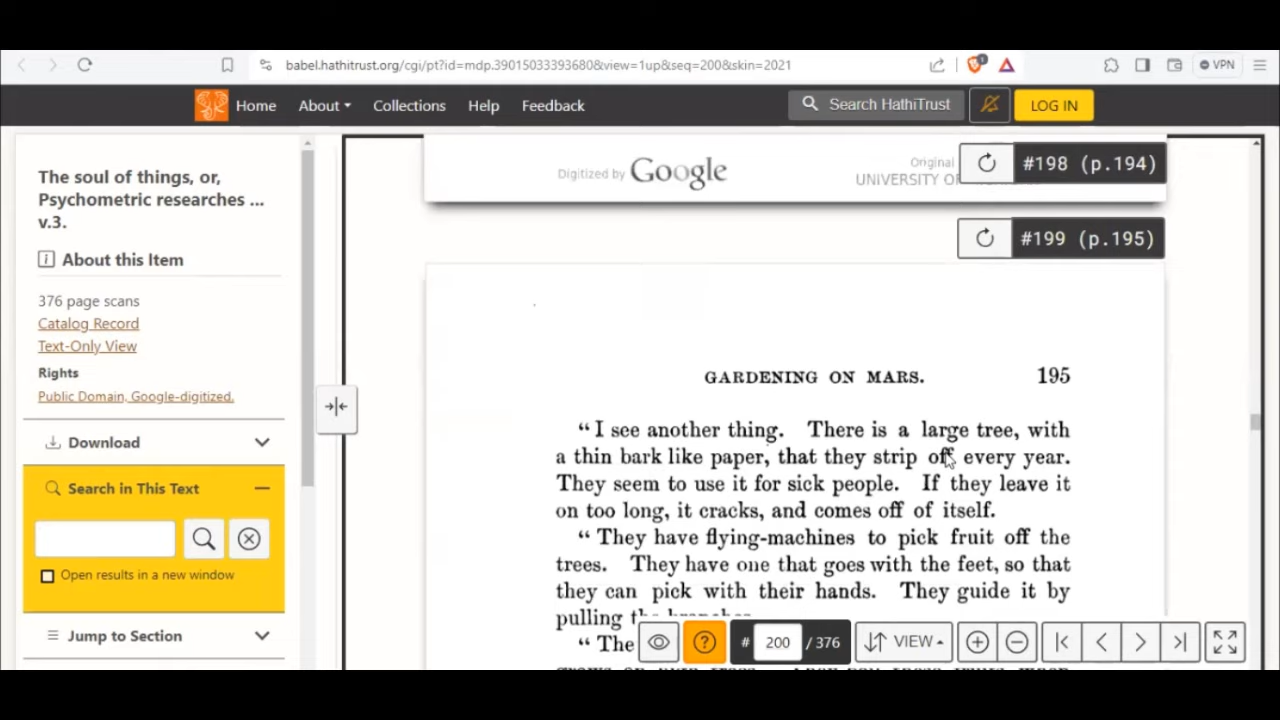 babel.hathitrust.org/cgi/pt?id=mdp.39015033393680&view=1up&seq=200&skin=2021
VPN
Home About Collections Help Feedback Search HathiTrust LOG IN
The soul of things, or,
Psychometric researches ...
v.3.
About this Item
376 page scans
Catalog Record
Text-Only View
Rights
Public Domain, Google-digitized.
Download
Search in This Text
Open results in a new window
Jump to Section
Digitized by Google
Original
UNIVERSITY OF
#198 (p.194)
#199 (p.195)
GARDENING ON MARS. 195
“ I see another thing. There is a large tree, with
a thin bark like paper, that they strip off every year.
They seem to use it for sick people. If they leave it
on too long, it cracks, and comes off of itself.
“ They have flying-machines to pick fruit off the
trees. They have one that goes with the feet, so that
they can pick with their hands. They guide it by
pulling the branches
“ The
# 200 / 376 VIEW